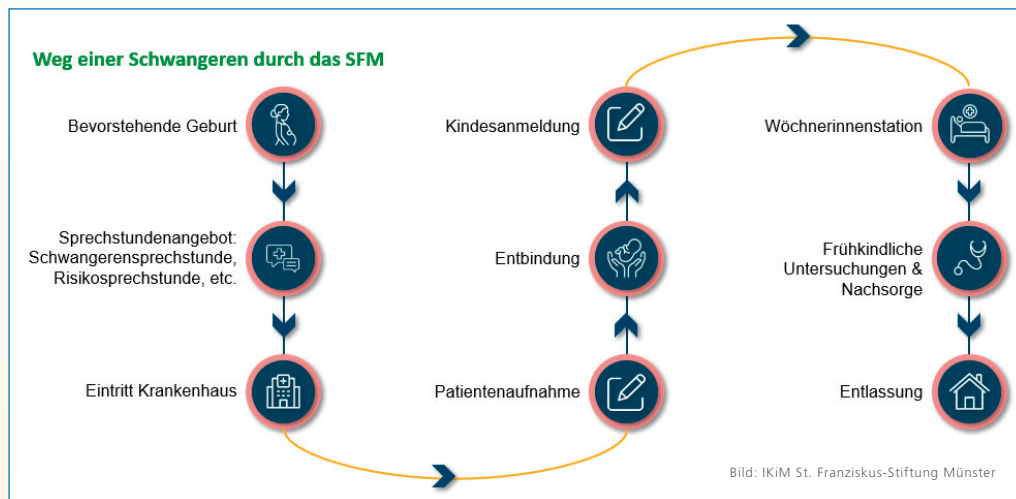 Weg einer Schwangeren durch das SFM
Bevorstehende Geburt
Sprechstundenangebot:
Schwangerensprechstunde,
Risikosprechstunde, etc.
Eintritt Krankenhaus
Patientenaufnahme
Entbindung
Kindesanmeldung
Wöchnerinnenstation
Frühkindliche
Untersuchungen &
Nachsorge
Entlassung
Bild: IKiM St. Franziskus-Stiftung Münster